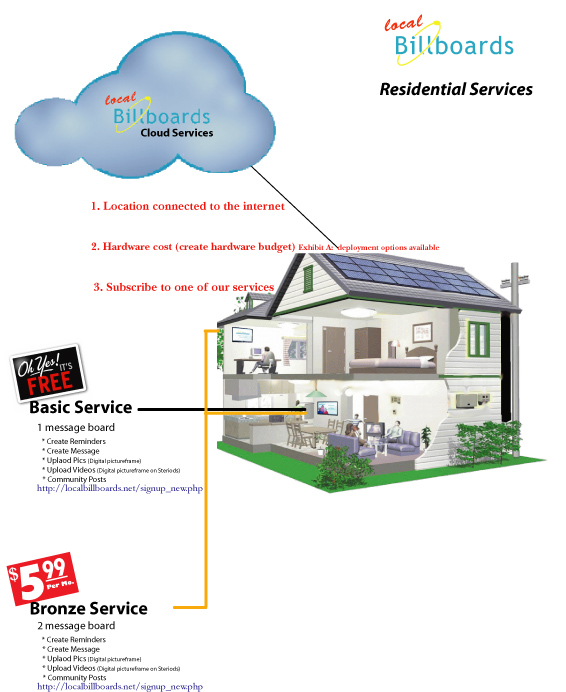 local
Billboards
Residential Services
local
Billboards
Cloud Services
1. Location connected to the internet
2. Hardware cost (create hardware budget) Exhibit A: deployment options available
3. Subscribe to one of our services
Oh Yes! IT'S
FREE
Basic Service
1 message board
* Create Reminders
* Create Message
* Uplaod Pics (Digital pictureframe)
* Upload Videos (Digital pictureframe on Steriods)
* Community Posts
http://localbillboards.net/signup_new.php
$5.99
Per Mo.
Bronze Service
2 message board
* Create Reminders
* Create Message
* Uplaod Pics (Digital pictureframe)
* Upload Videos (Digital pictureframe on Steriods)
* Community Posts
http://localbillboards.net/signup_new.php